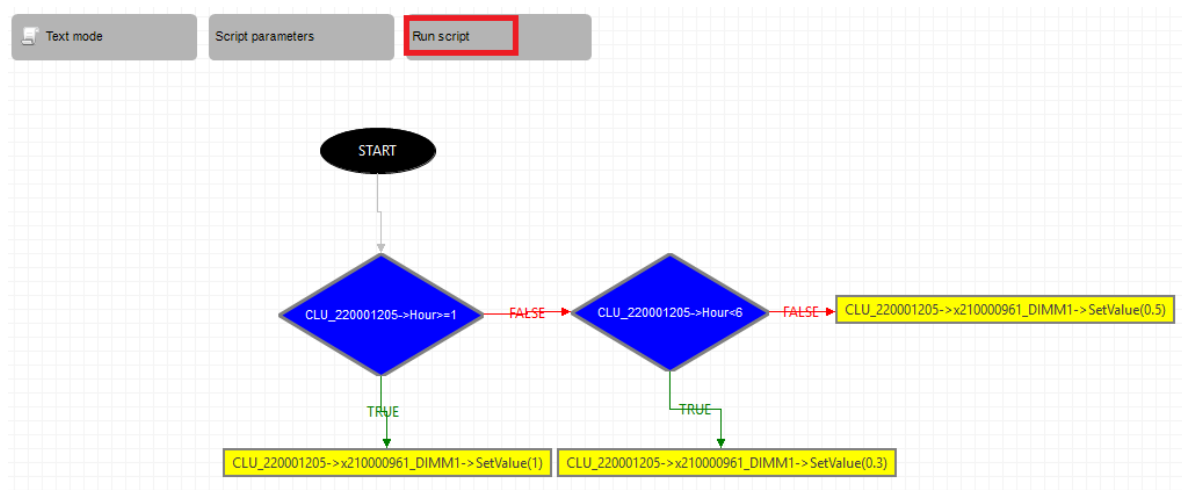 Text mode
Script parameters
Run script
START
CLU_220001205->Hour>=1
FALSE
CLU_220001205->Hour<6
FALSE
CLU_220001205->x210000961_DIMM1->SetValue(0.5)
TRUE
TRUE
CLU_220001205->x210000961_DIMM1->SetValue(1)
CLU_220001205->x210000961_DIMM1->SetValue(0.3)